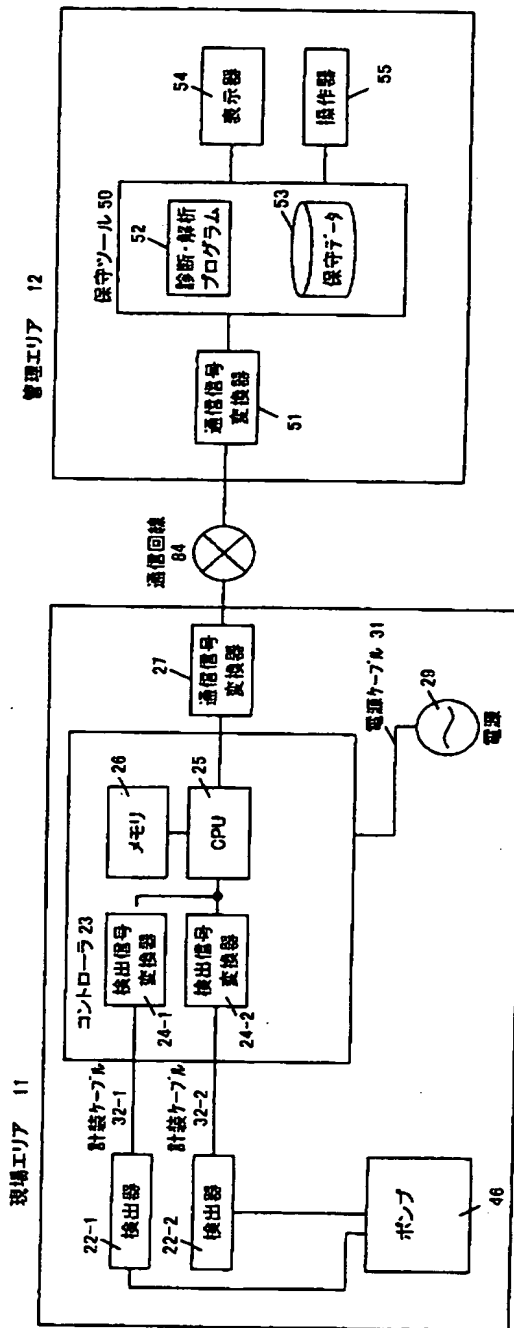 現場エリア 11
検出器
22-1
検出器
22-2
計装ケーブル
32-1
計装ケーブル
32-2
ポンプ
46
コントローラ 23
検出信号
変換器
24-1
検出信号
変換器
24-2
メモリ
26
CPU
25
通信信号
変換器
27
電源ケーブル 31
29
電源
通信回線
84
管理エリア 12
通信信号
変換器
51
保守ツール 50
52
診断・解析
プログラム
53
保守データ
54
表示器
55
操作器